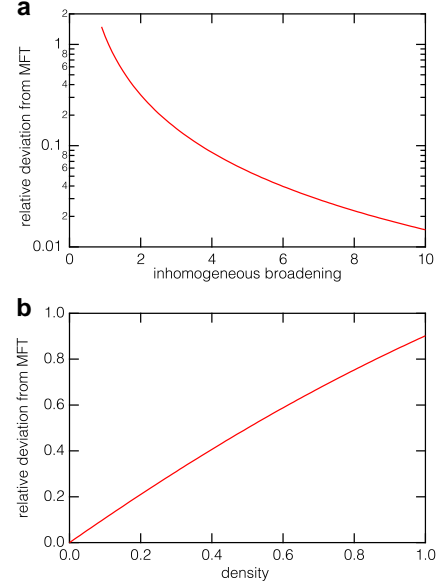 a
relative deviation from MFT
2
1
8
6
4
2
0.1
8
6
4
2
0.01
0 2 4 6 8 10
inhomogeneous broadening
b
relative deviation from MFT
1.0
0.8
0.6
0.4
0.2
0.0
0.0 0.2 0.4 0.6 0.8 1.0
density